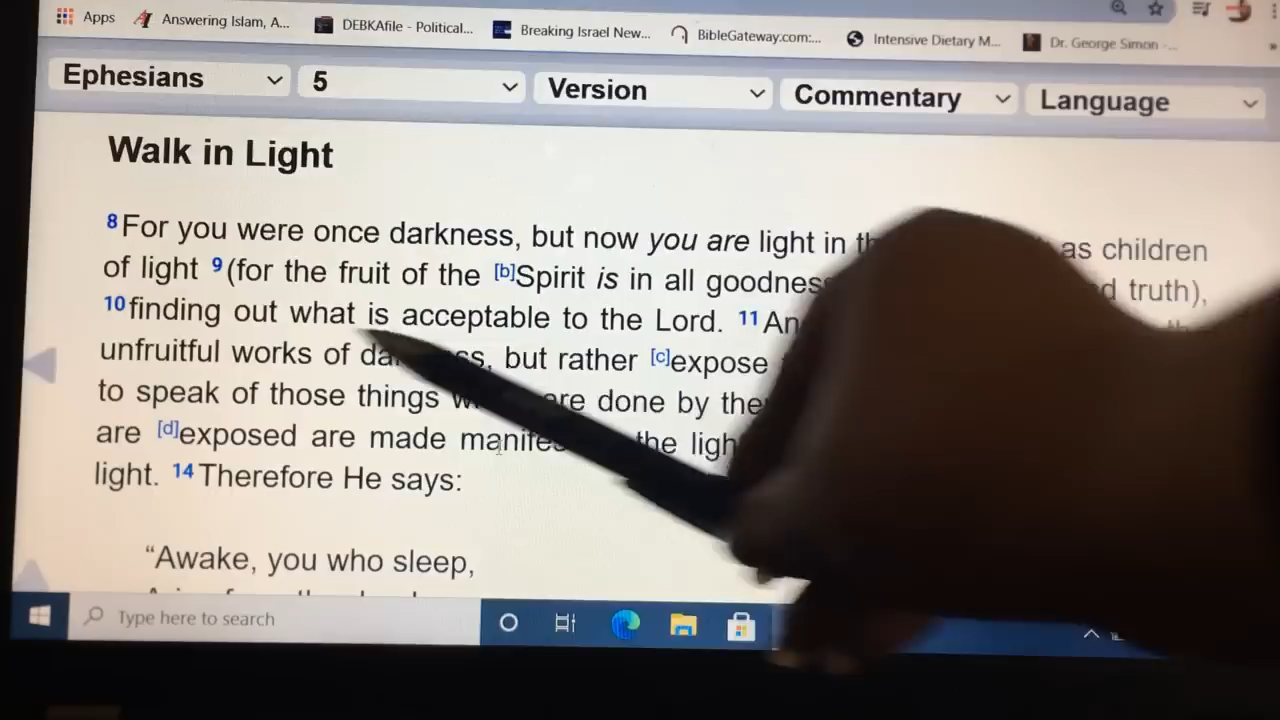 Apps Answering Islam, A... DEBKAfile - Political... Breaking Israel New... BibleGateway.com:... Intensive Dietary M... Dr. George Simon -...
Ephesians 5 Version Commentary Language
Walk in Light
8 For you were once darkness, but now you are light in as children
of light 9 (for the fruit of the [b]Spirit is in all goodness truth),
10 finding out what is acceptable to the Lord. 11
unfruitful works of but rather [c]expose
to speak of those things are done by
are [d]exposed are made the
light. 14 Therefore He says:
“Awake, you who sleep,
Type here to search